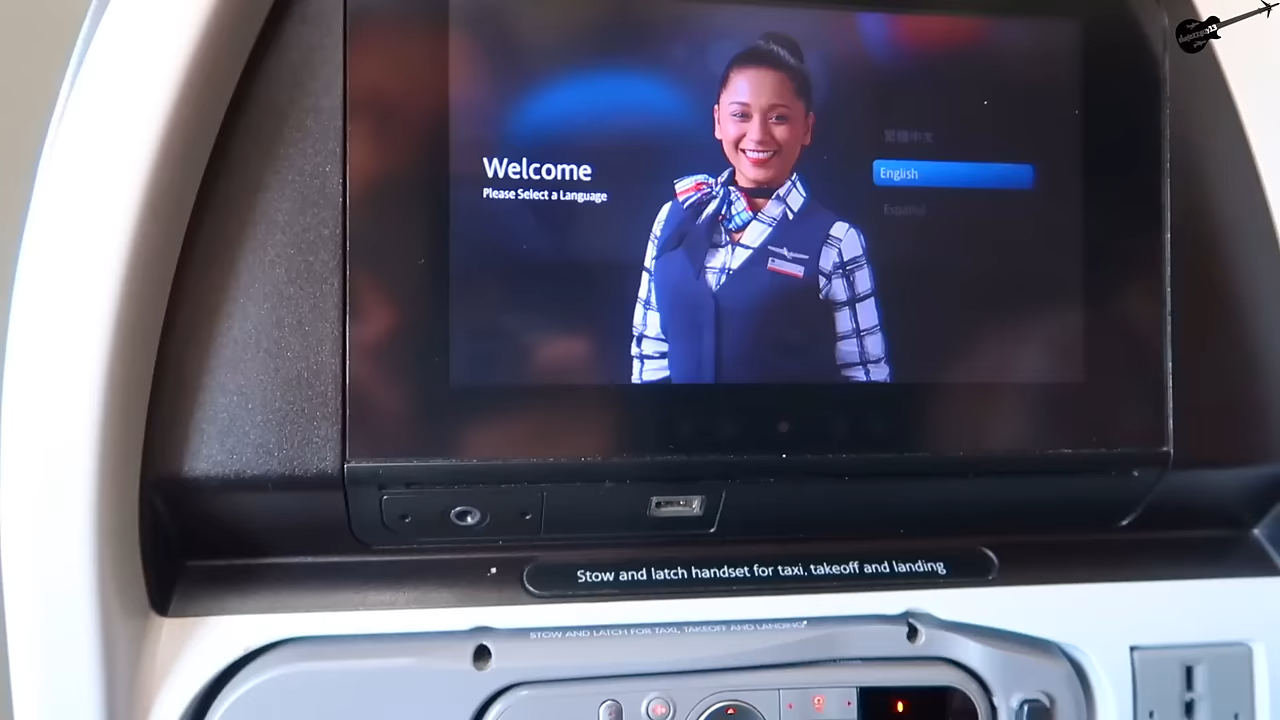 繁體中文
Welcome
English
Please Select a Language
Español
Stow and latch handset for taxi, takeoff and landing
STOW AND LATCH FOR TAXI, TAKEOFF AND LANDING